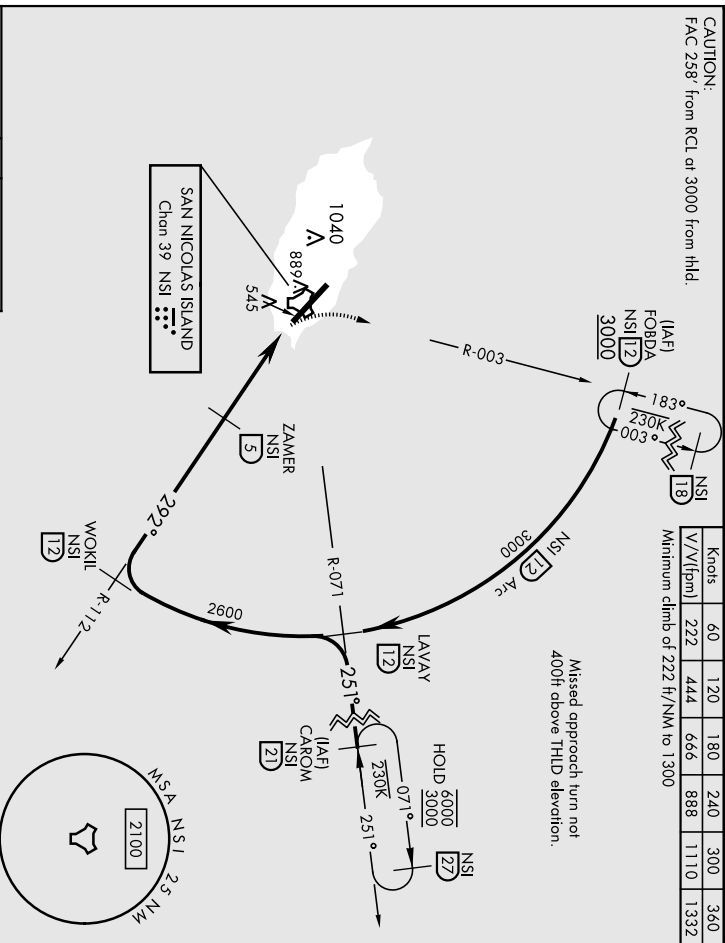 CAUTION:
FAC 258' from RCL at 3000 from thld.
Knots 60 120 180 240 300 360
V/V(fpm) 222 444 666 888 1110 1332
Minimum climb of 222 ft/NM to 1300
Missed approach turn not
400ft above THLD elevation.
(IAF)
FOBDA
NSI 12
3000
183°
230K
003°
NSI
18
R-003
NSI 12 Arc
3000
LAVAY
NSI
12
R-071
251°
(IAF)
CAROM
NSI
21
HOLD 6000
3000
230K
071°
251°
NSI
27
2600
WOKIL
NSI
12
R-112
292°
ZAMER
NSI
5
1040
889
545
SAN NICOLAS ISLAND
Chan 39 NSI
MSA NSI 25 NM
2100